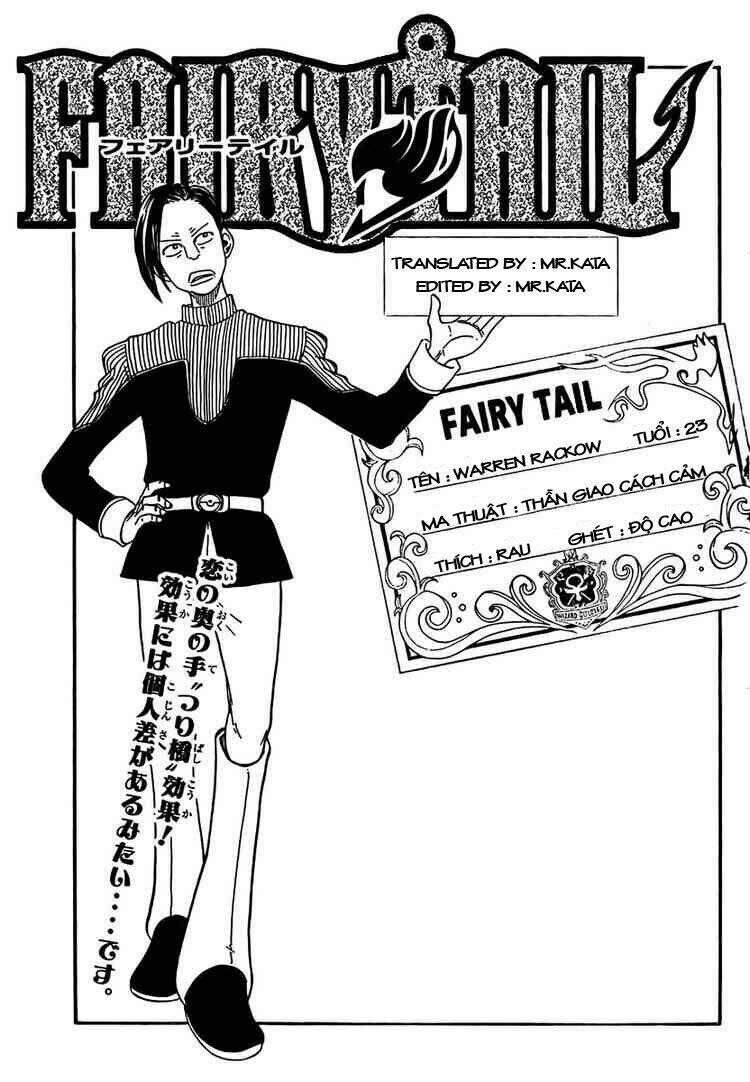 FAIRY TAIL
フェアリーテイル
TRANSLATED BY : MR.KATA
EDITED BY : MR.KATA
FAIRY TAIL
TÊN : WARREN RACKOW TUỔI : 23
MA THUẬT : THẦN GIAO CÁCH CẢM
THÍCH : RAU GHÉT : ĐỘ CAO
恋の奥の手〝つり橋〟効果!
効果には個人差があるみたい‥‥‥です。